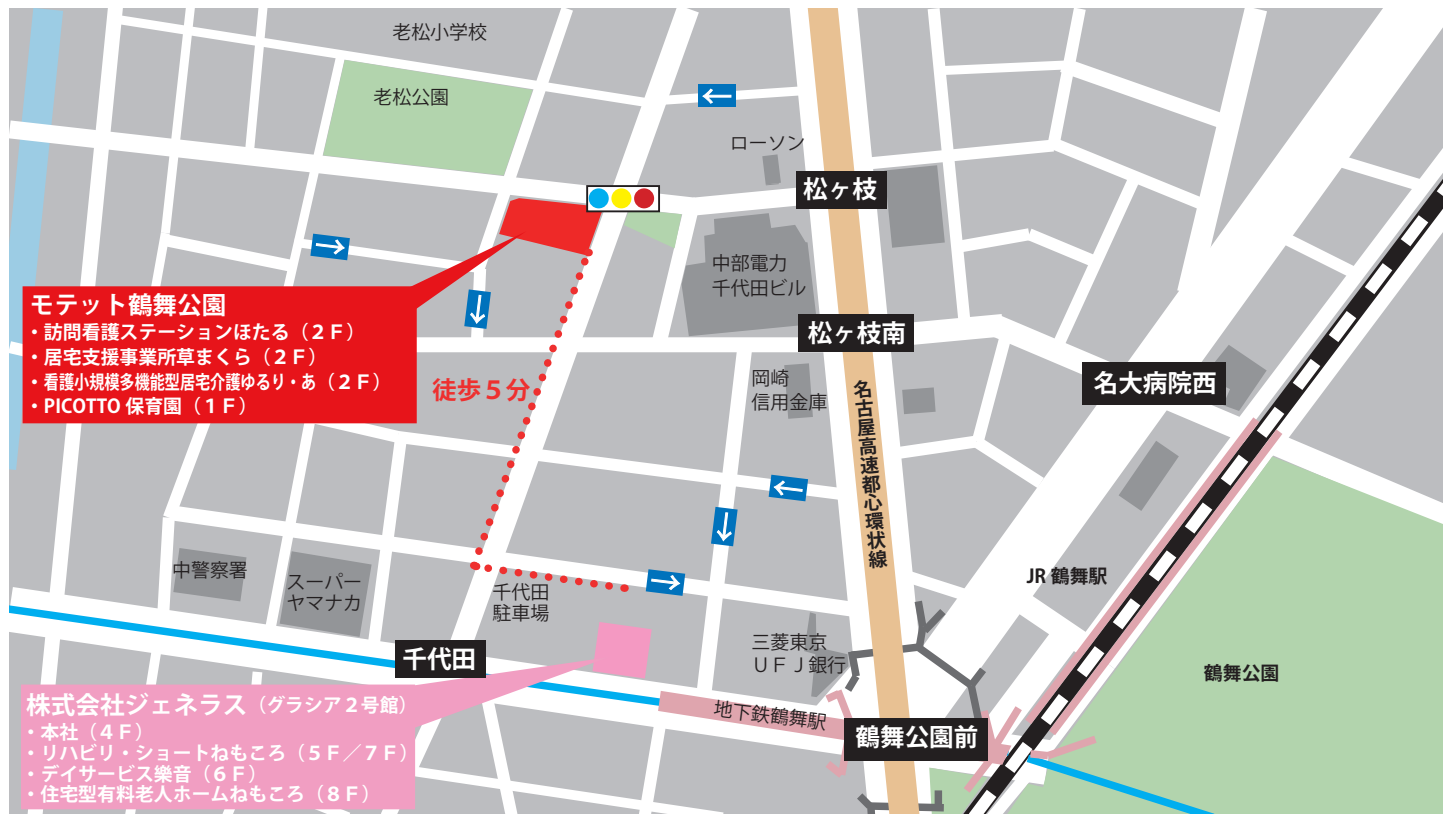 老松小学校
老松公園
ローソン
松ヶ枝
中部電力
千代田ビル
モテット鶴舞公園
・訪問看護ステーションほたる（２Ｆ）
・居宅支援事業所草まくら（２Ｆ）
・看護小規模多機能型居宅介護ゆるり・あ（２Ｆ）
・PICOTTO 保育園（１Ｆ）
松ヶ枝南
徒歩５分
岡崎
信用金庫
名古屋高速都心環状線
名大病院西
中警察署
スーパー
ヤマナカ
千代田
駐車場
JR 鶴舞駅
千代田
三菱東京
ＵＦＪ銀行
鶴舞公園
株式会社ジェネラス（グラシア２号館）
・本社（４Ｆ）
・リハビリ・ショートねもころ（５Ｆ／７Ｆ）
・デイサービス樂音（６Ｆ）
・住宅型有料老人ホームねもころ（８Ｆ）
地下鉄鶴舞駅
鶴舞公園前